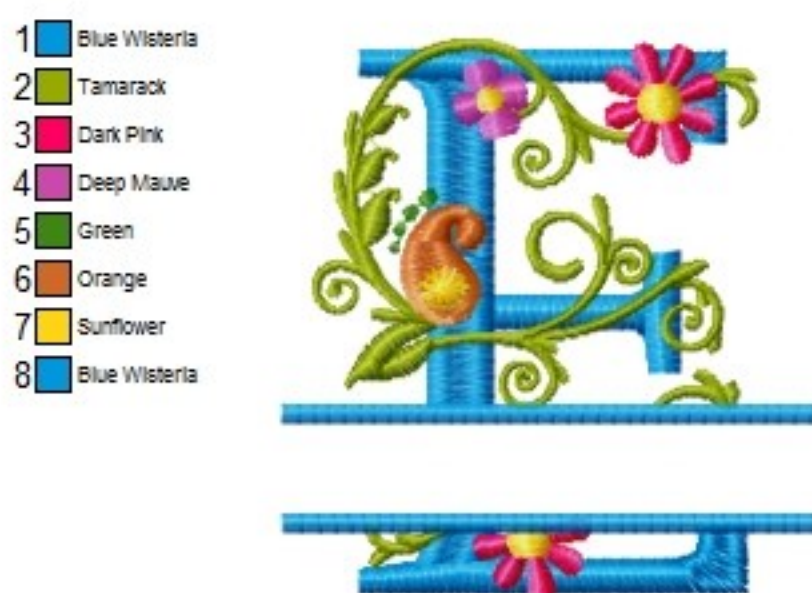 1 Blue Wisteria
2 Tamarack
3 Dark Pink
4 Deep Mauve
5 Green
6 Orange
7 Sunflower
8 Blue Wisteria
E